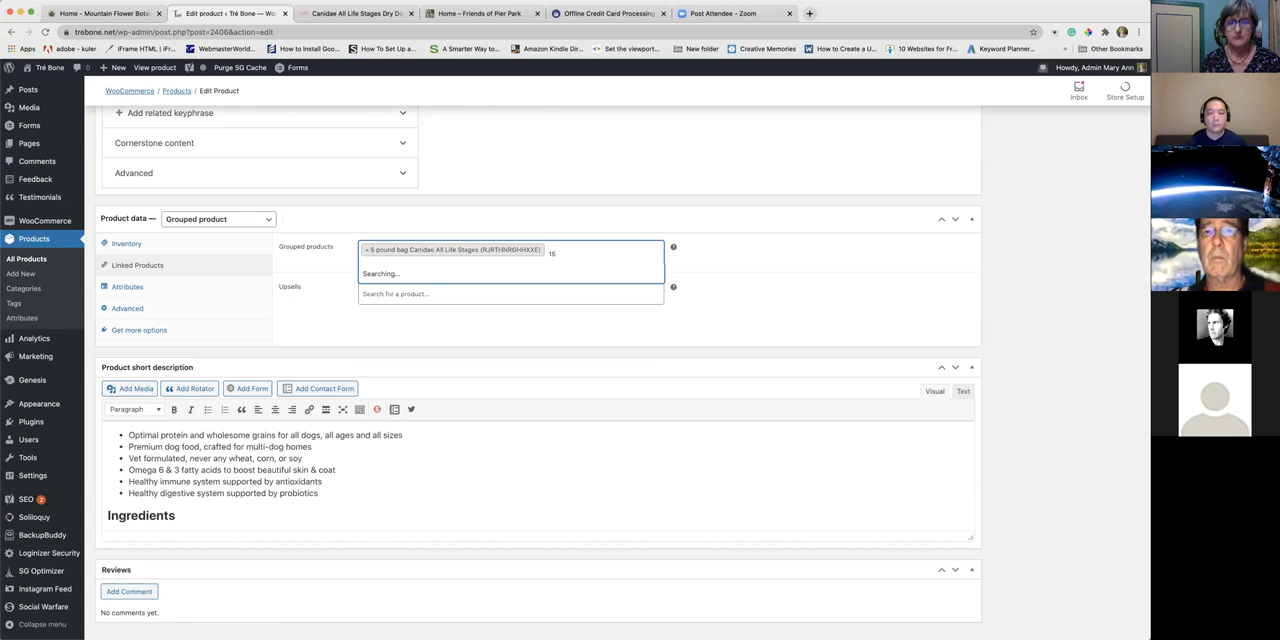 Home - Mountain Flower Botan
Edit product ‹ Tré Bone — Wo
Canidae All Life Stages Dry Do
Home – Friends of Pier Park
Offline Credit Card Processing
Post Attendee - Zoom
trebone.net/wp-admin/post.php?post=2406&action=edit
Apps
adobe - kuler
iFrame HTML | iFr...
WebmasterWorld...
How to Install Goo...
How To Set up a...
A Smarter Way to...
Amazon Kindle Dir...
Set the viewport...
New folder
Creative Memories
How to Create a U...
10 Websites for Fr...
Keyword Planner...
»
Other Bookmarks
Tré Bone
0
+ New
View product
Purge SG Cache
Forms
Howdy, Admin Mary Ann
Posts
Media
Forms
Pages
Comments
Feedback
Testimonials
WooCommerce
Products
All Products
Add New
Categories
Tags
Attributes
Analytics
Marketing
Genesis
Appearance
Plugins
Users
Tools
Settings
SEO 2
Soliloquy
BackupBuddy
Loginizer Security
SG Optimizer
Instagram Feed
Social Warfare
Collapse menu
WooCommerce / Products / Edit Product
Inbox
Store Setup
+ Add related keyphrase
Cornerstone content
Advanced
Product data — Grouped product
Inventory
Linked Products
Attributes
Advanced
Get more options
Grouped products
× 5 pound bag Canidae All Life Stages (RJRTHNRGHHXXE) 15
Searching...
Upsells
Search for a product...
Product short description
Add Media
Add Rotator
Add Form
Add Contact Form
Visual
Text
Paragraph
B I
Optimal protein and wholesome grains for all dogs, all ages and all sizes
Premium dog food, crafted for multi-dog homes
Vet formulated, never any wheat, corn, or soy
Omega 6 & 3 fatty acids to boost beautiful skin & coat
Healthy immune system supported by antioxidants
Healthy digestive system supported by probiotics
Ingredients
Reviews
Add Comment
No comments yet.